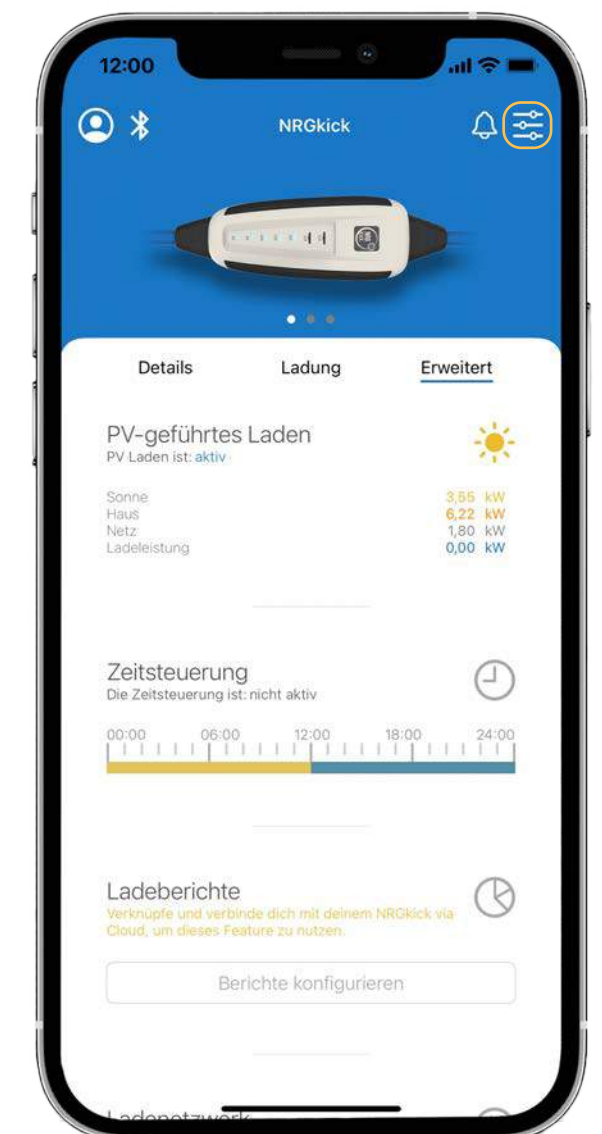 12:00
NRGkick
Details Ladung Erweitert
PV-geführtes Laden
PV Laden ist: aktiv
Sonne 3,55 kW
Haus 6,22 kW
Netz 1,80 kW
Ladeleistung 0,00 kW
Zeitsteuerung
Die Zeitsteuerung ist: nicht aktiv
00:00 06:00 12:00 18:00 24:00
Ladeberichte
Verknüpfe und verbinde dich mit deinem NRGkick via
Cloud, um dieses Feature zu nutzen.
Berichte konfigurieren
Ladenetzwerk